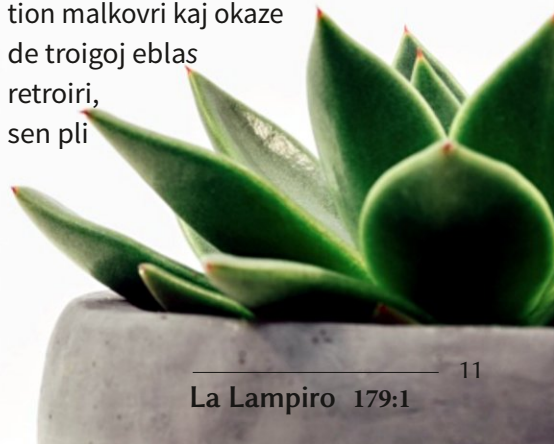 tion malkovri kaj okaze
de troigoj eblas
retroiri,
sen pli
11
La Lampiro 179:1